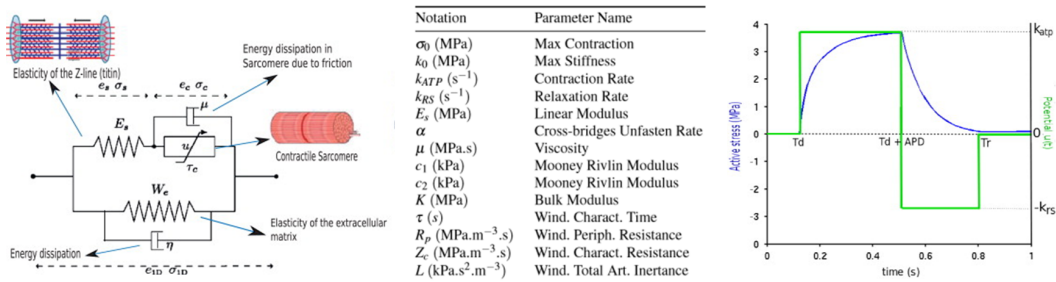 Elasticity of the Z-line (titin)
Energy dissipation in
Sarcomere due to friction
e_s σ_s
e_c σ_c
μ
E_s
u
τ_c
Contractile Sarcomere
W_e
Elasticity of the extracellular
matrix
η
Energy dissipation
e_1D σ_1D
Notation Parameter Name
σ_0 (MPa) Max Contraction
k_0 (MPa) Max Stiffness
k_ATP (s^−1) Contraction Rate
k_RS (s^−1) Relaxation Rate
E_s (MPa) Linear Modulus
α Cross-bridges Unfasten Rate
μ (MPa.s) Viscosity
c_1 (kPa) Mooney Rivlin Modulus
c_2 (kPa) Mooney Rivlin Modulus
K (MPa) Bulk Modulus
τ (s) Wind. Charact. Time
R_p (MPa.m^−3.s) Wind. Periph. Resistance
Z_c (MPa.m^−3.s) Wind. Charact. Resistance
L (kPa.s^2.m^−3) Wind. Total Art. Inertance
Active stress (MPa)
4
3
2
1
0
-1
-2
-3
0
katp
0
-krs
Potential u(t)
Td
Td + APD
Tr
0 0.2 0.4 0.6 0.8 1
time (s)